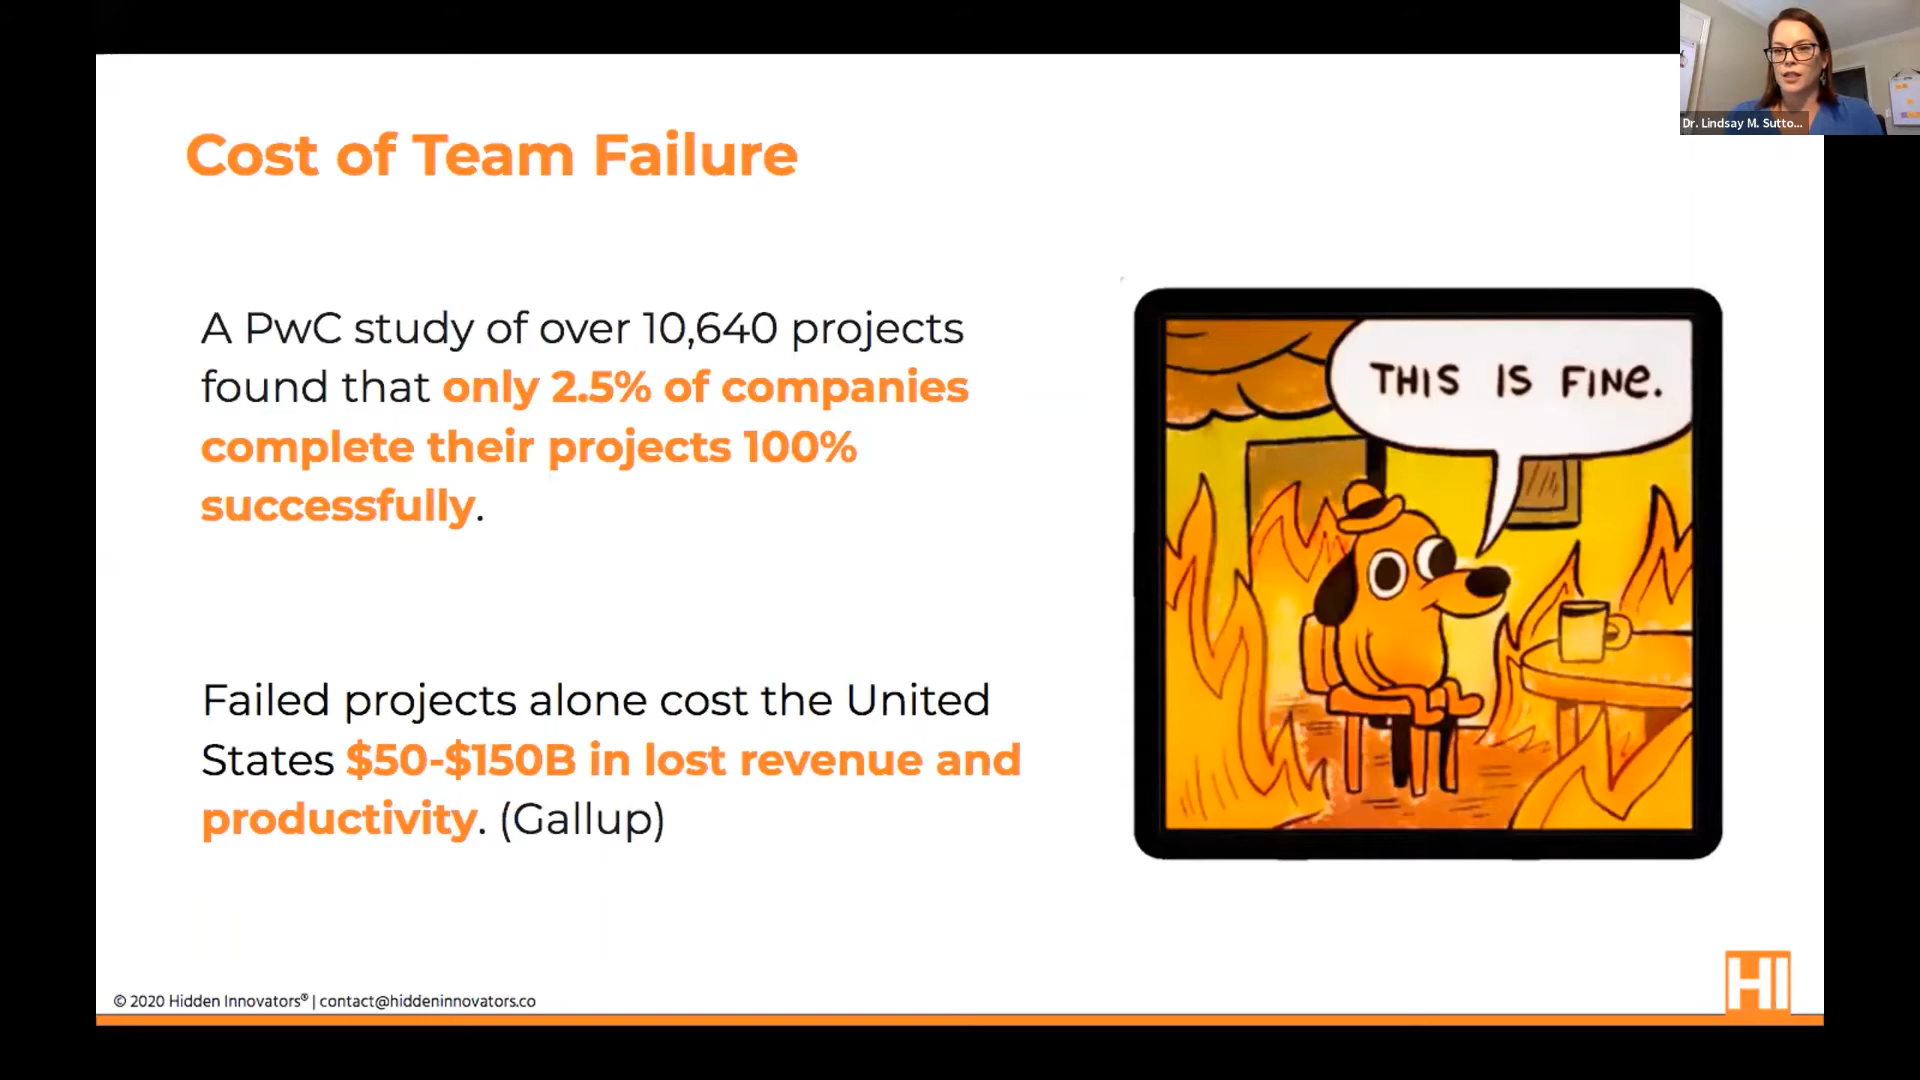 Dr. Lindsay M. Sutto...
Cost of Team Failure
A PwC study of over 10,640 projects
found that only 2.5% of companies
complete their projects 100%
successfully.
Failed projects alone cost the United
States $50-$150B in lost revenue and
productivity. (Gallup)
THIS IS FINe.
© 2020 Hidden Innovators® | contact@hiddeninnovators.co
HI